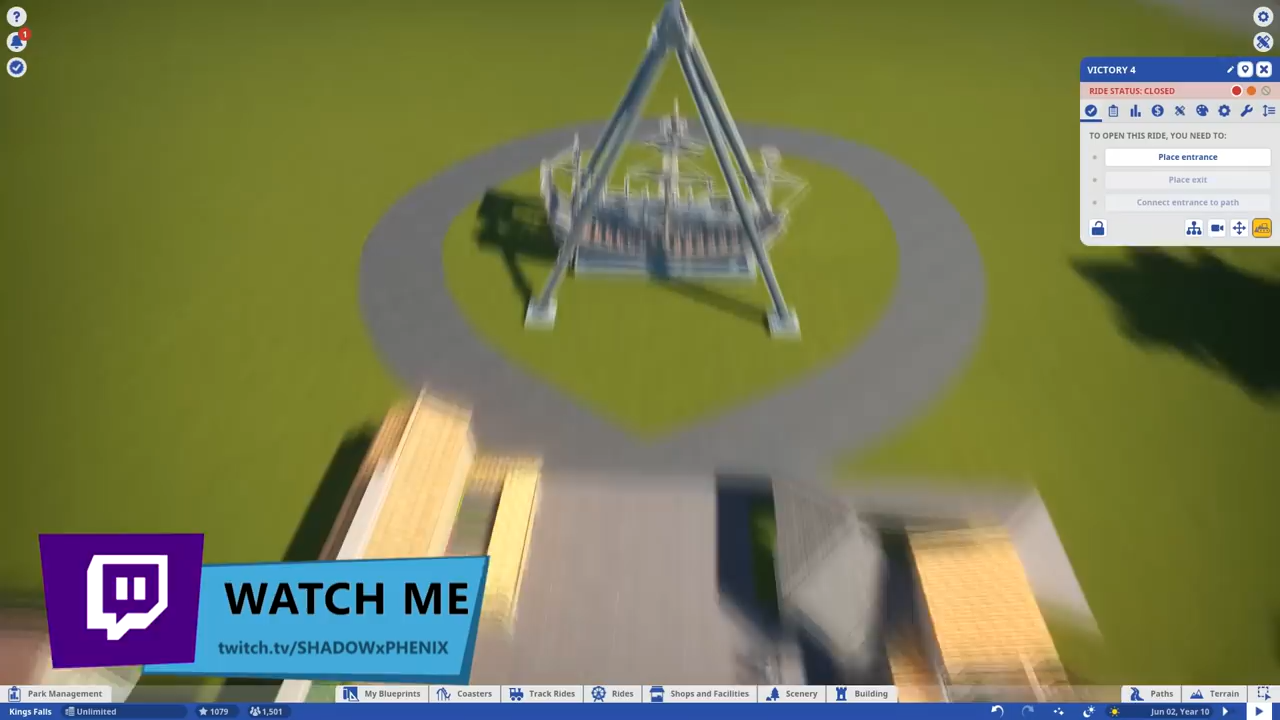 1
VICTORY 4
RIDE STATUS: CLOSED
TO OPEN THIS RIDE, YOU NEED TO:
Place entrance
Place exit
Connect entrance to path
WATCH ME
twitch.tv/SHADOWxPHENIX
Park Management
My Blueprints
Coasters
Track Rides
Rides
Shops and Facilities
Scenery
Building
Paths
Terrain
Kings Falls
Unlimited
1079
1,501
Jun 02, Year 10